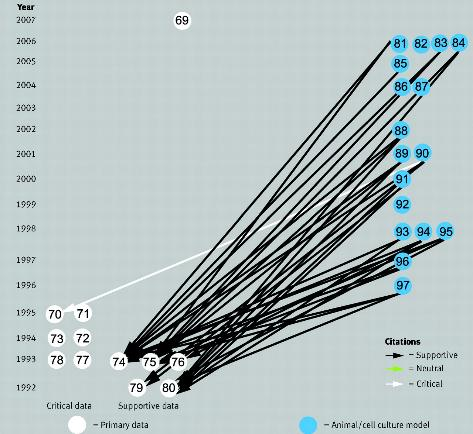 Year
2007 69
2006 81 82 83 84
2005 85
2004 86 87
2003
2002 88
2001 89 90
2000 91
1999 92
1998 93 94 95
1997 96
1996 97
1995 70 71
1994 73 72
1993 78 77 74 75 76
1992 79 80
Citations
= Supportive
= Neutral
= Critical
Critical data Supportive data
= Primary data = Animal/cell culture model